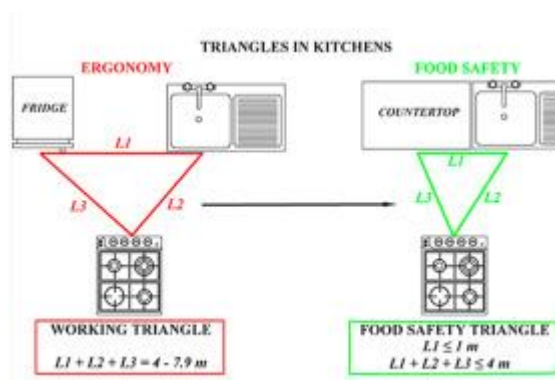 TRIANGLES IN KITCHENS
ERGONOMY
FRIDGE
L1
L3
L2
WORKING TRIANGLE
L1 + L2 + L3 = 4 - 7.9 m
FOOD SAFETY
COUNTERTOP
L1
L3
L2
FOOD SAFETY TRIANGLE
L1 ≤ 1 m
L1 + L2 + L3 ≤ 4 m